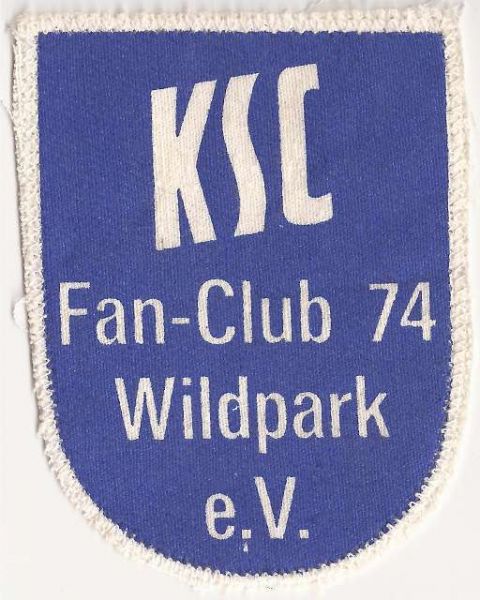 KSC
Fan-Club 74
Wildpark
e.V.